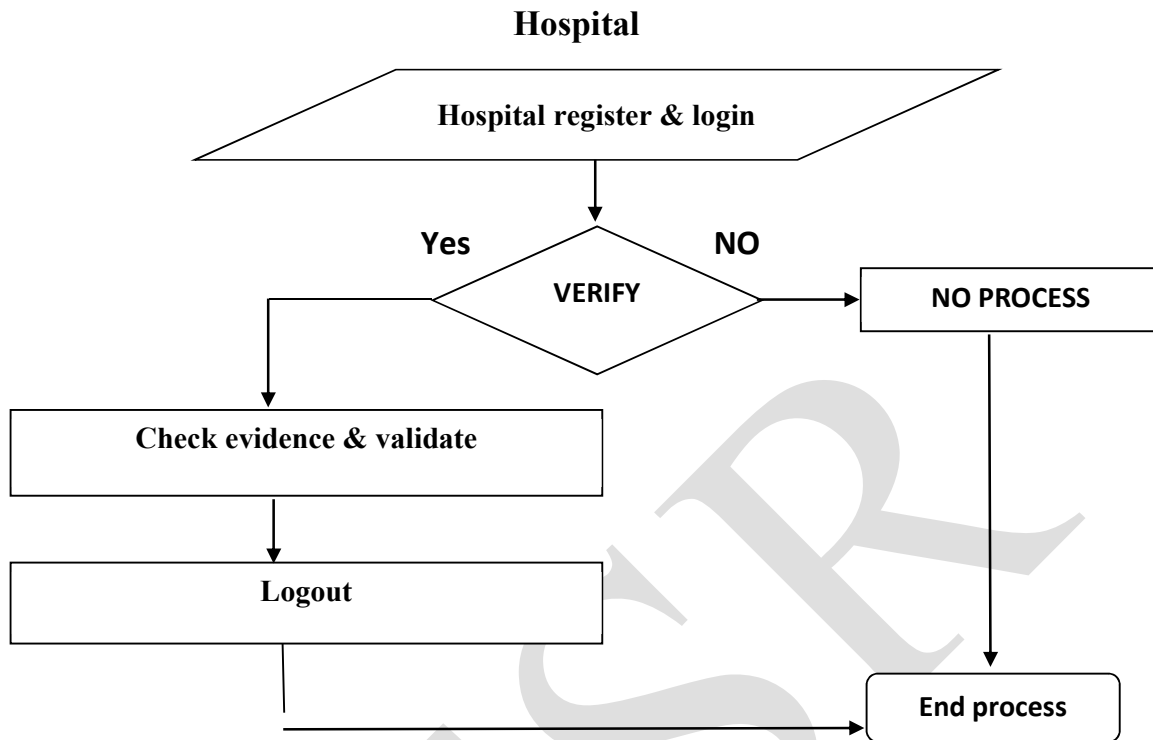 Hospital
Hospital register & login
Yes
NO
VERIFY
NO PROCESS
Check evidence & validate
Logout
End process